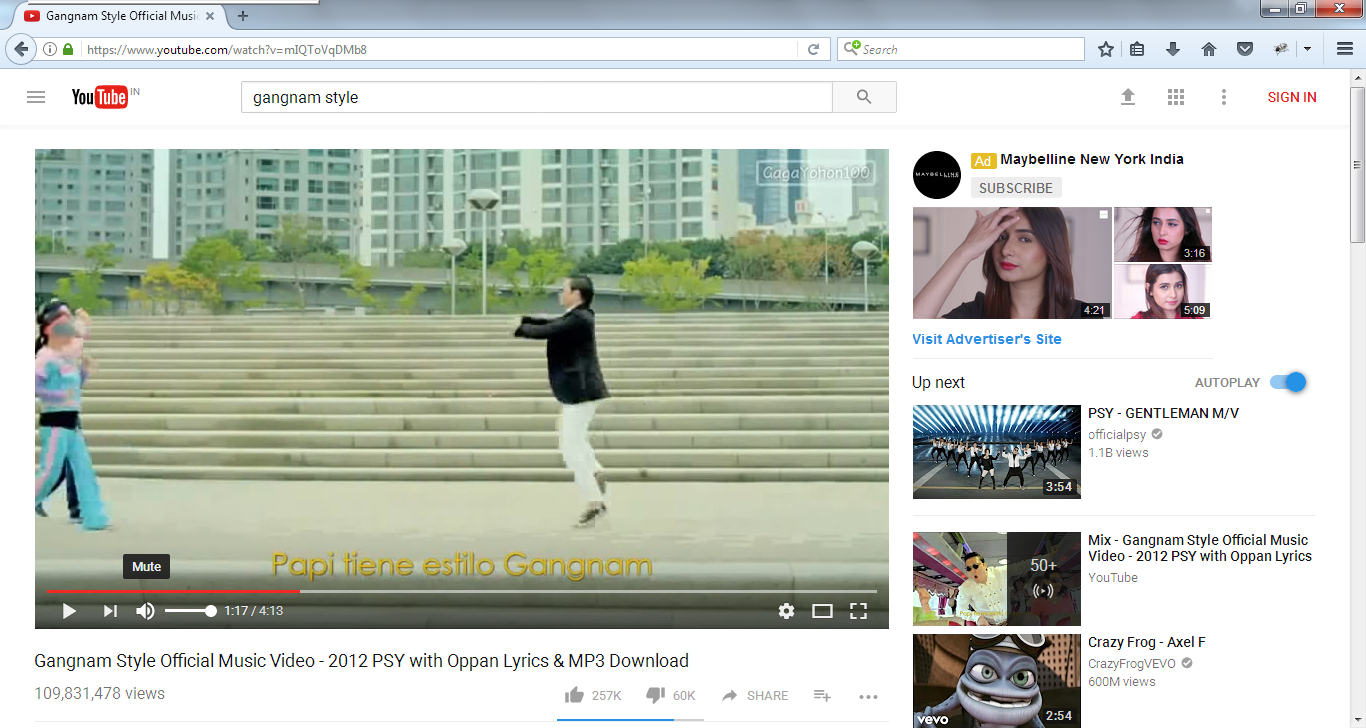 Gangnam Style Official Music
https://www.youtube.com/watch?v=mIQToVqDMb8
Search
YouTube IN
gangnam style
SIGN IN
GagaYohon100
Papi tiene estilo Gangnam
Mute
1:17 / 4:13
Gangnam Style Official Music Video - 2012 PSY with Oppan Lyrics & MP3 Download
109,831,478 views
257K
60K
SHARE
MAYBELLINE
Ad Maybelline New York India
SUBSCRIBE
3:16
4:21
5:09
Visit Advertiser's Site
Up next
AUTOPLAY
PSY - GENTLEMAN M/V
officialpsy
1.1B views
3:54
Mix - Gangnam Style Official Music
Video - 2012 PSY with Oppan Lyrics
YouTube
50+
Crazy Frog - Axel F
CrazyFrogVEVO
600M views
vevo
2:54